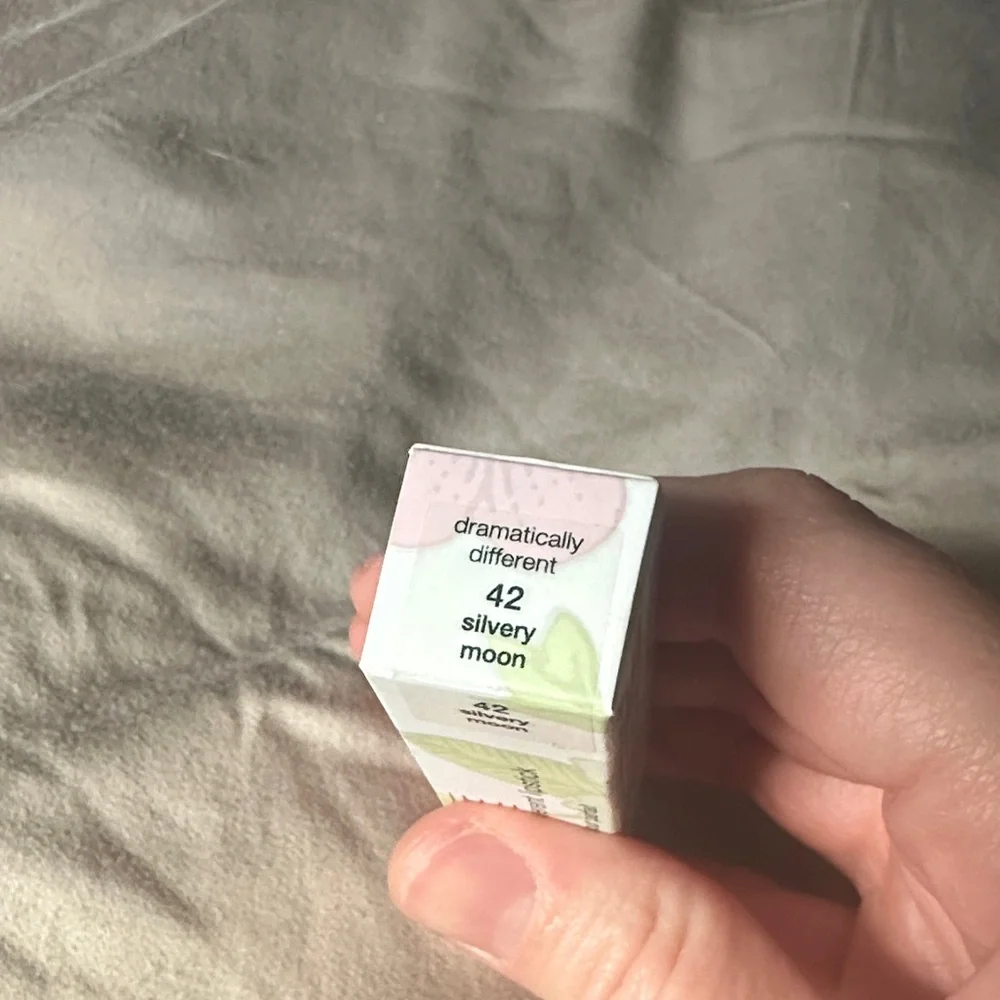 dramatically
different
42
silvery
moon
42
silvery
moon